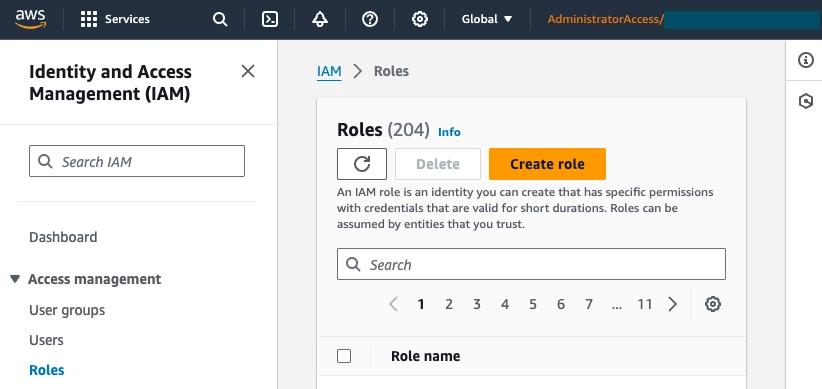 aws
Services
Global
AdministratorAccess/
Identity and Access
Management (IAM)
Search IAM
Dashboard
Access management
User groups
Users
Roles
IAM > Roles
Roles (204) Info
Delete
Create role
An IAM role is an identity you can create that has specific permissions
with credentials that are valid for short durations. Roles can be
assumed by entities that you trust.
Search
1 2 3 4 5 6 7 ... 11
Role name